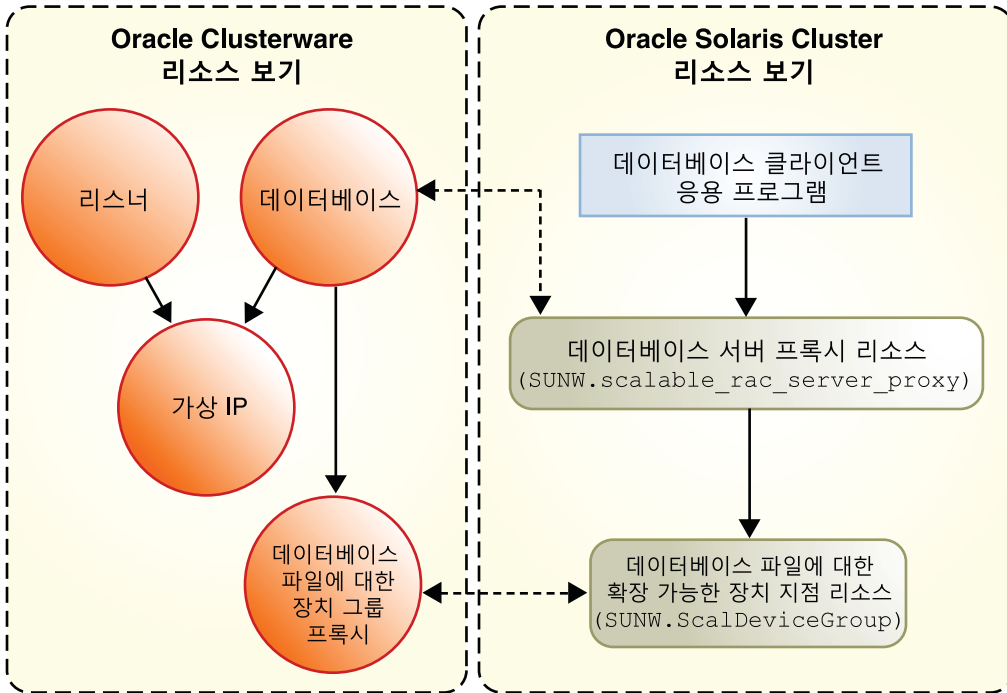 Oracle Clusterware
리소스 보기
리스너
데이터베이스
가상 IP
데이터베이스
파일에 대한
장치 그룹
프록시
Oracle Solaris Cluster
리소스 보기
데이터베이스 클라이언트
응용 프로그램
데이터베이스 서버 프록시 리소스
(SUNW.scalable_rac_server_proxy)
데이터베이스 파일에 대한
확장 가능한 장치 지점 리소스
(SUNW.ScalDeviceGroup)